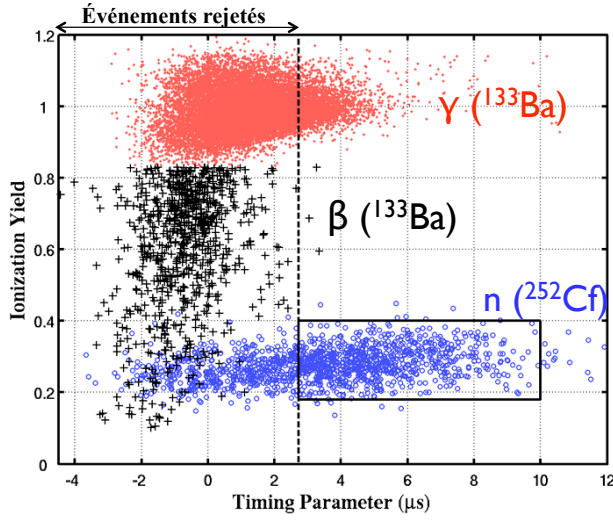 Événements rejetés
1.2
1
0.8
0.6
0.4
0.2
0
Ionization Yield
γ (¹³³Ba)
β (¹³³Ba)
n (²⁵²Cf)
-4 -2 0 2 4 6 8 10 12
Timing Parameter (μs)